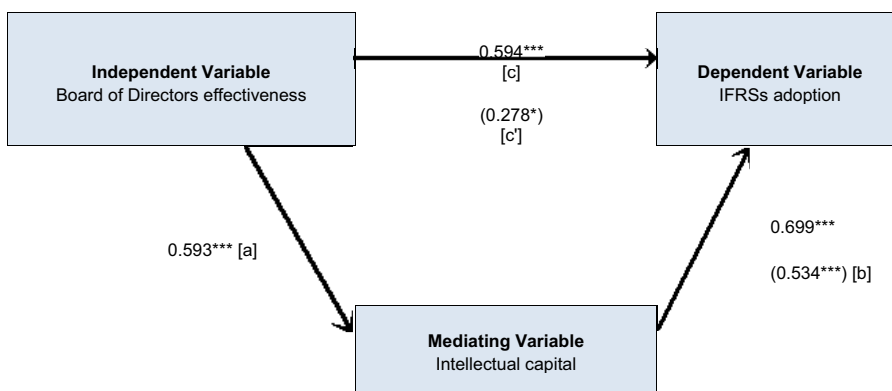 Independent Variable
Board of Directors effectiveness
0.594***
[c]
(0.278*)
[c']
Dependent Variable
IFRSs adoption
0.593*** [a]
0.699***
(0.534***) [b]
Mediating Variable
Intellectual capital